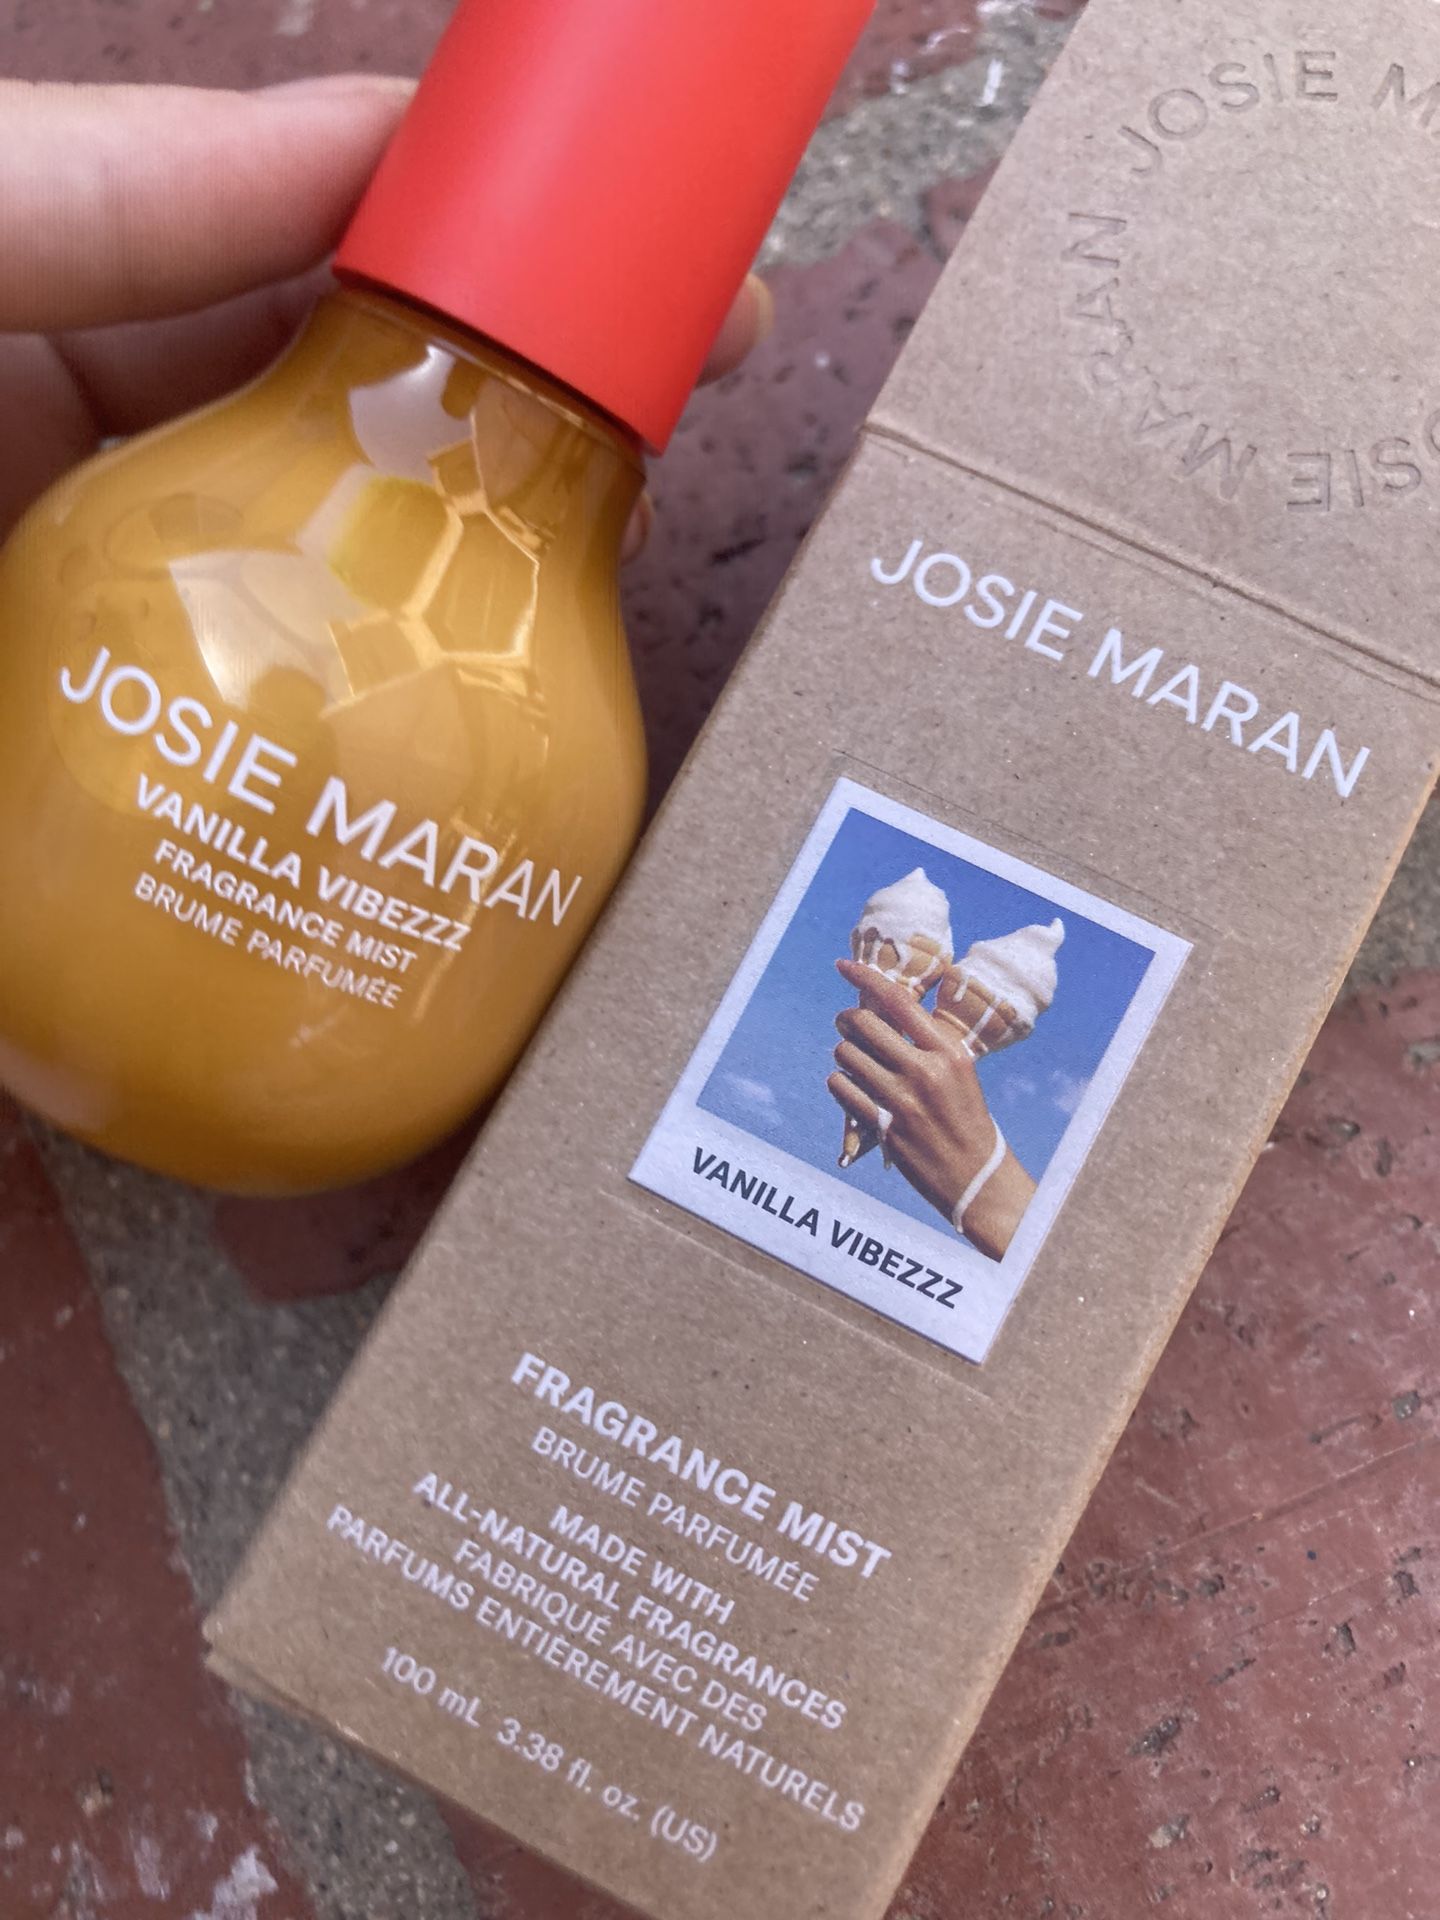 JOSIE MARAN
VANILLA VIBEZZZ
FRAGRANCE MIST
BRUME PARFUMÉE
JOSIE M
MARAN
JOSIE MARAN
VANILLA VIBEZZZ
FRAGRANCE MIST
BRUME PARFUMÉE
MADE WITH
ALL-NATURAL FRAGRANCES
FABRIQUÉ AVEC DES
PARFUMS ENTIÈREMENT NATURELS
100 mL 3.38 fl. oz. (US)